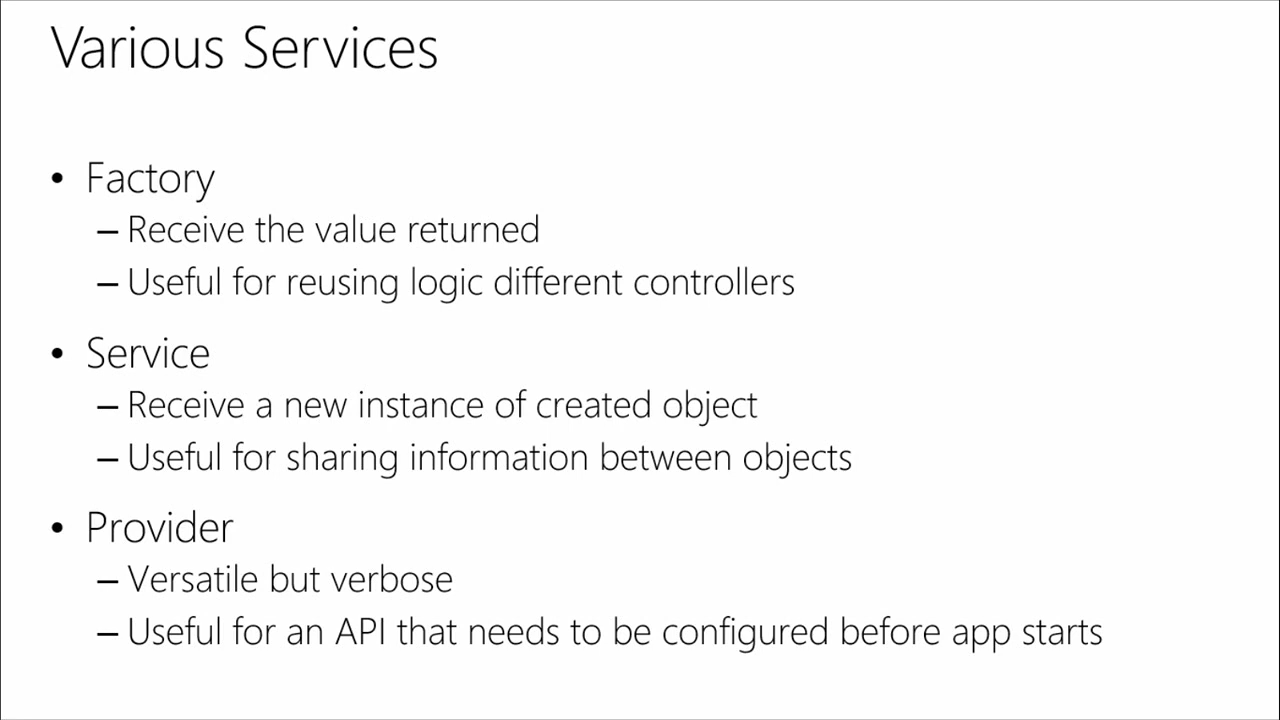 Various Services
• Factory
– Receive the value returned
– Useful for reusing logic different controllers
• Service
– Receive a new instance of created object
– Useful for sharing information between objects
• Provider
– Versatile but verbose
– Useful for an API that needs to be configured before app starts